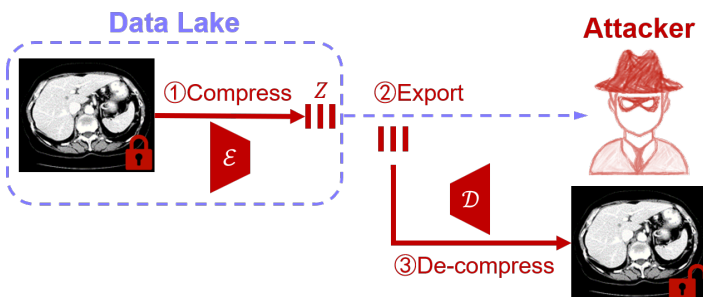 Data Lake
Attacker
①Compress
Z
②Export
ℰ
𝒟
③De-compress